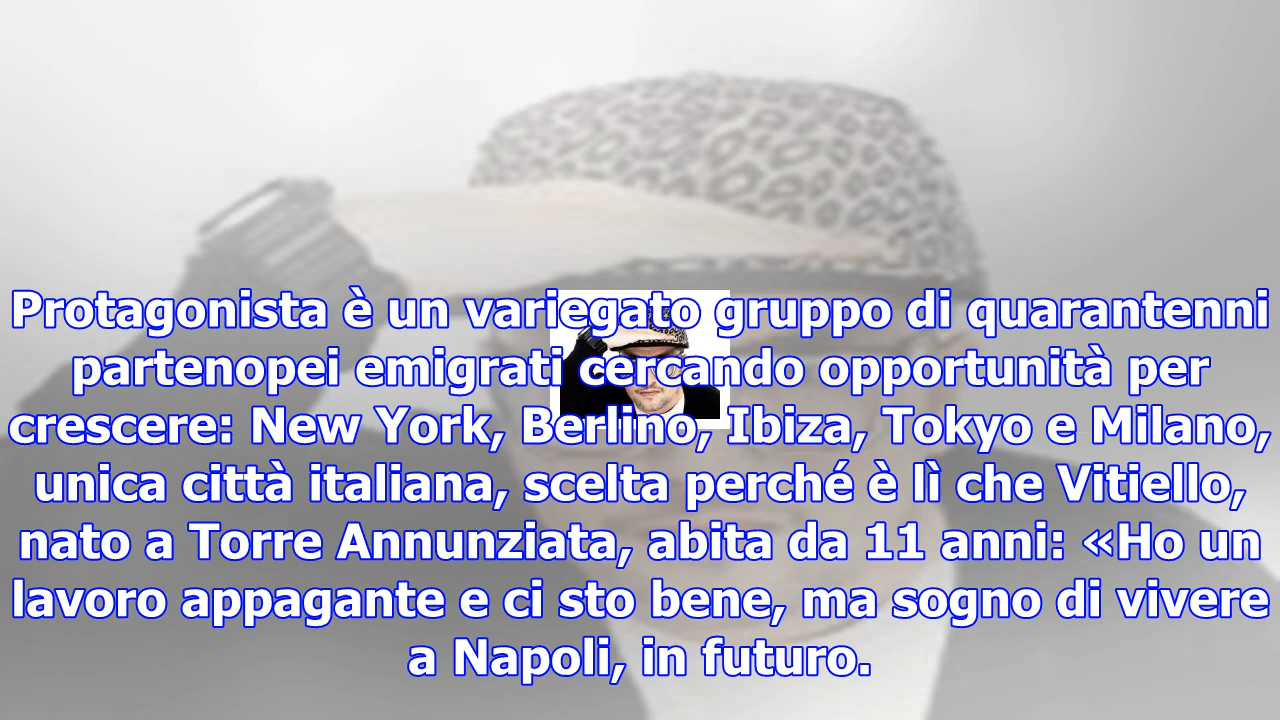 Protagonista è un variegato gruppo di quarantenni
partenopei emigrati cercando opportunità per
crescere: New York, Berlino, Ibiza, Tokyo e Milano,
unica città italiana, scelta perché è lì che Vitiello,
nato a Torre Annunziata, abita da 11 anni: «Ho un
lavoro appagante e ci sto bene, ma sogno di vivere
a Napoli, in futuro.